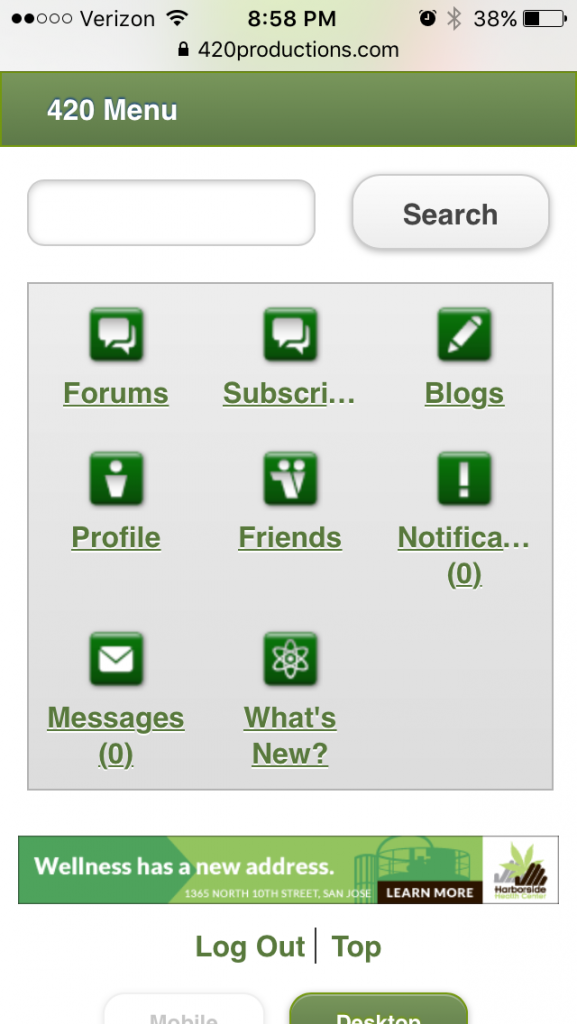 Verizon 8:58 PM 38%
420productions.com
420 Menu
Search
Forums Subscri... Blogs
Profile Friends Notifica...
(0)
Messages What's
(0) New?
Wellness has a new address.
1365 NORTH 10TH STREET, SAN JOSE LEARN MORE
Harborside
Health Center
Log Out | Top
Mobile Desktop